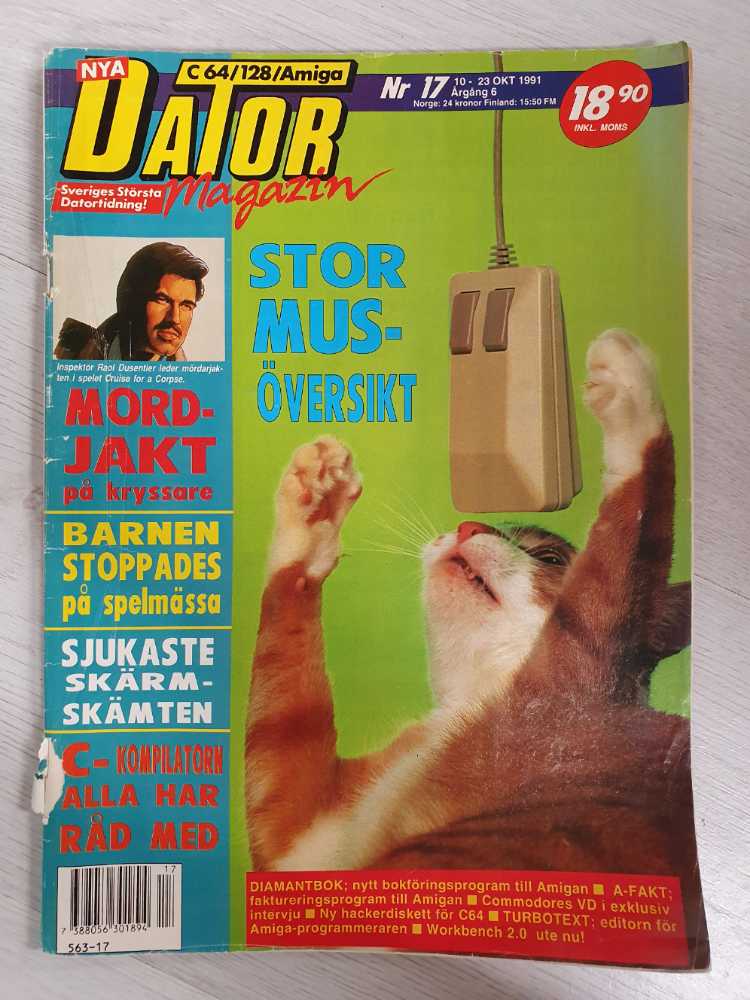 NYA
C 64/128/Amiga
DATOR
Magazin
Sveriges Största
Datortidning!
Nr 17 10 - 23 OKT 1991
Årgång 6
Norge: 24 kronor Finland: 15:50 FM
18 90
INKL. MOMS
STOR
MUS-
ÖVERSIKT
Inspektor Raol Dusentier leder mördarjak-
ten i spelet Cruise for a Corpse.
MORD-
JAKT
på kryssare
BARNEN
STOPPADES
på spelmässa
SJUKASTE
SKÄRM-
SKÄMTEN
C- KOMPILATORN
ALLA HAR
RÅD MED
17
7 388056 301894
563-17
DIAMANTBOK; nytt bokföringsprogram till Amigan ■ A-FAKT;
faktureringsprogram till Amigan ■ Commodores VD i exklusiv
intervju ■ Ny hackerdiskett för C64 ■ TURBOTEXT; editorn för
Amiga-programmeraren ■ Workbench 2.0 ute nu!